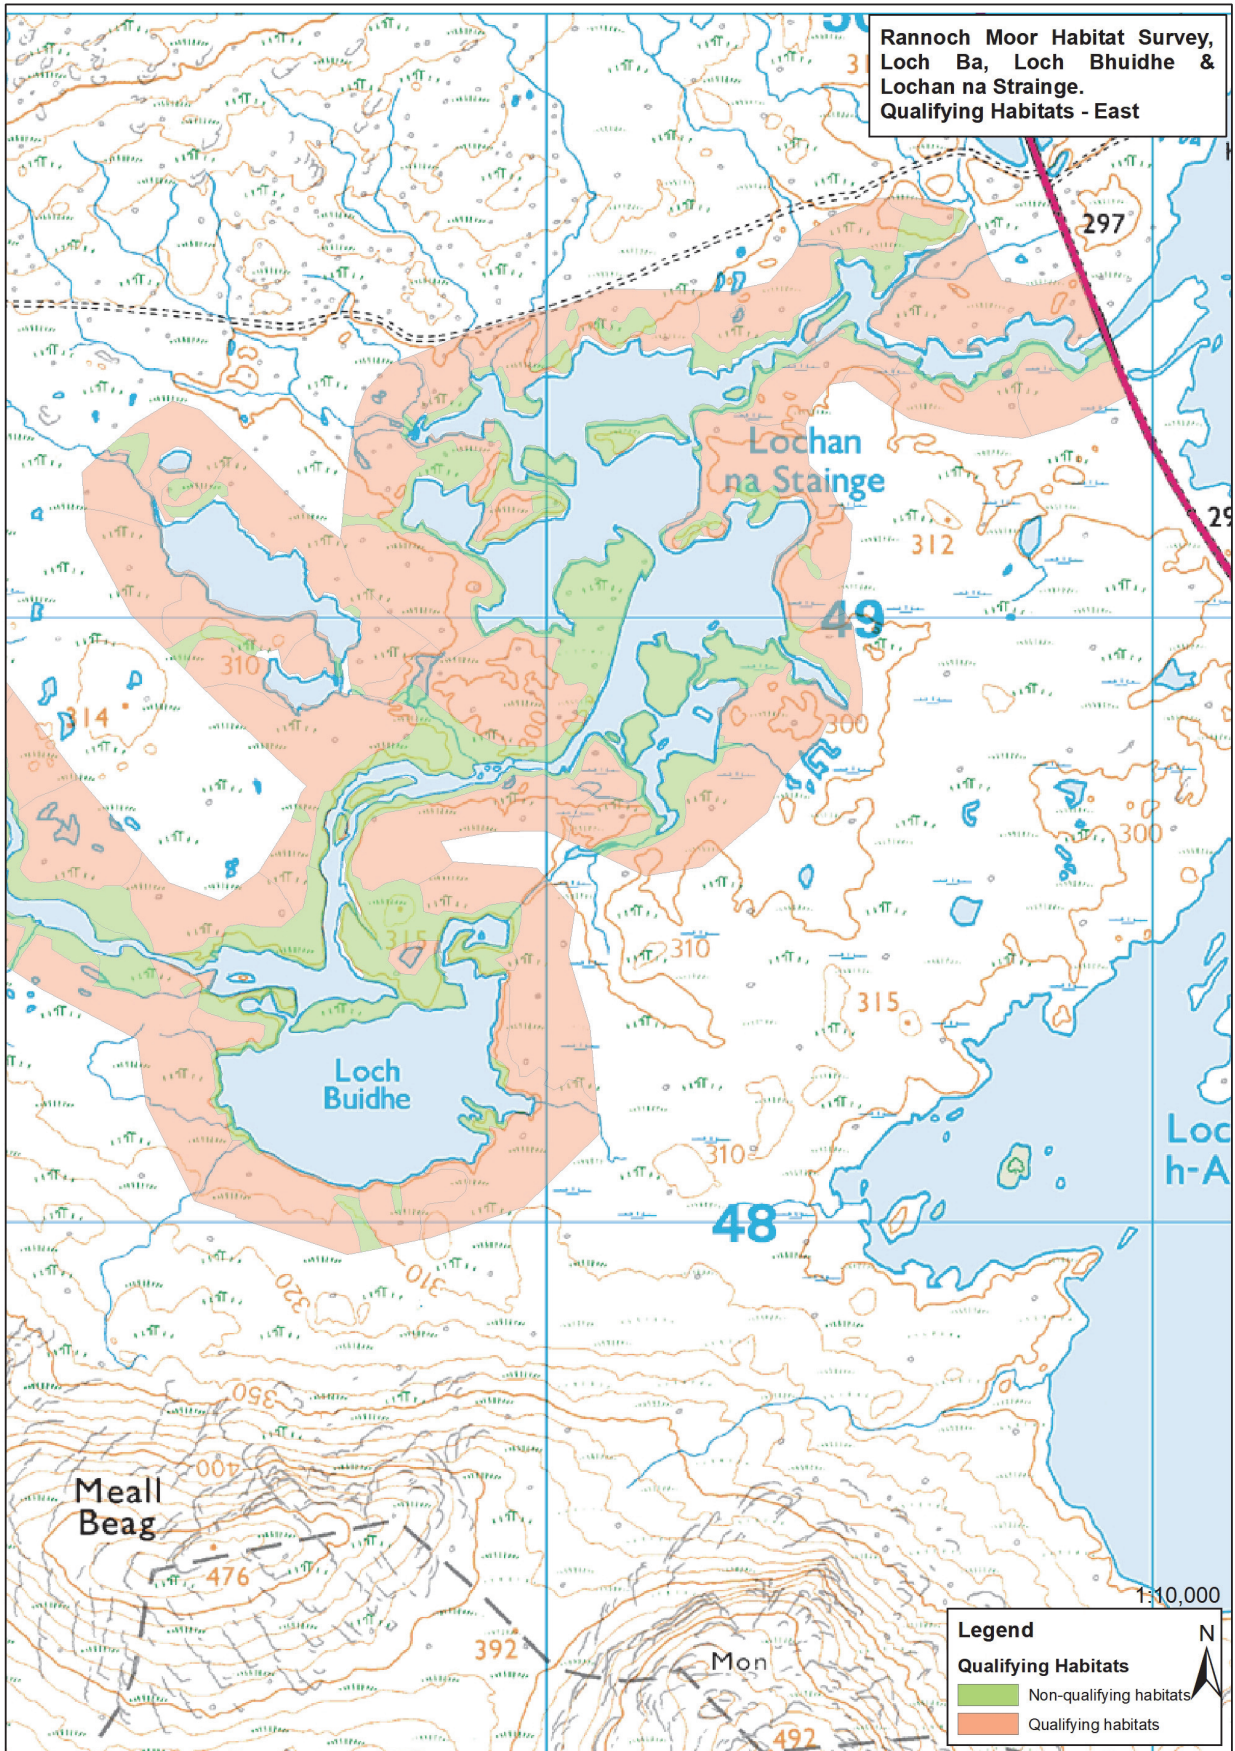 Rannoch Moor Habitat Survey,
Loch Ba, Loch Bhuidhe &
Lochan na Strainge.
Qualifying Habitats - East
297
Lochan
na Stainge
312
49
310
314
300
300
300
315
310
315
Loch
Buidhe
Loc
h-A
310
48
310
320
350
400
Meall
Beag
476
392
Mon
492
1:10,000
Legend
N
Qualifying Habitats
Non-qualifying habitats
Qualifying habitats